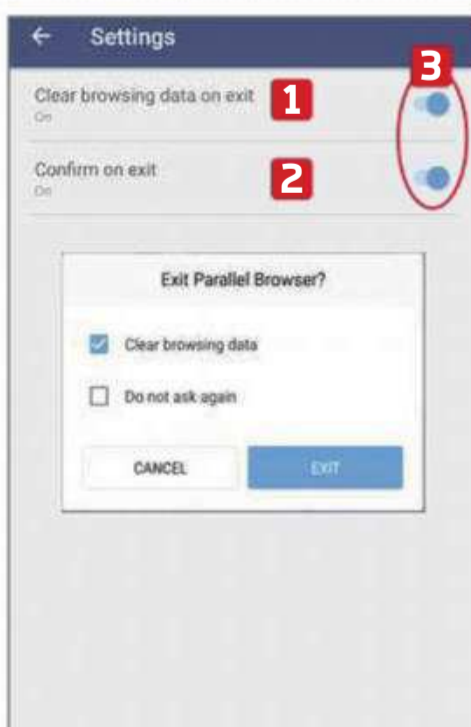 ← Settings
3
Clear browsing data on exit
1
On
Confirm on exit
2
On
Exit Parallel Browser?
Clear browsing data
Do not ask again
CANCEL
EXIT